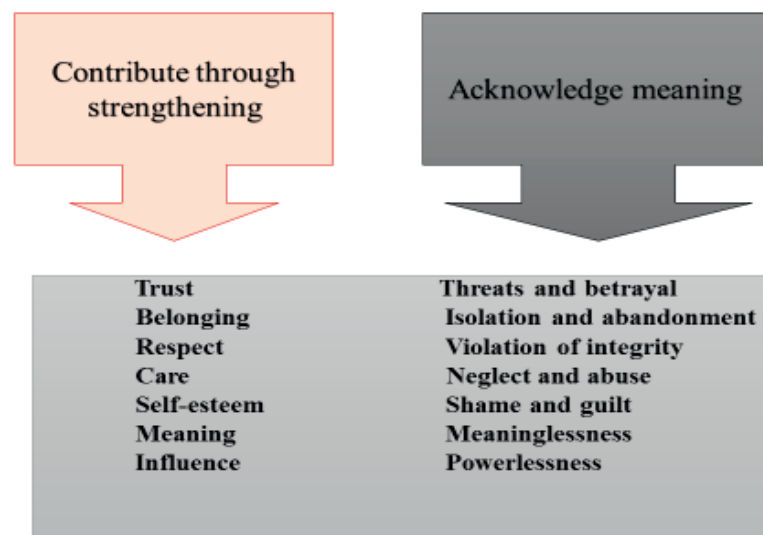 Contribute through
strengthening
Acknowledge meaning
Trust
Belonging
Respect
Care
Self-esteem
Meaning
Influence
Threats and betrayal
Isolation and abandonment
Violation of integrity
Neglect and abuse
Shame and guilt
Meaninglessness
Powerlessness